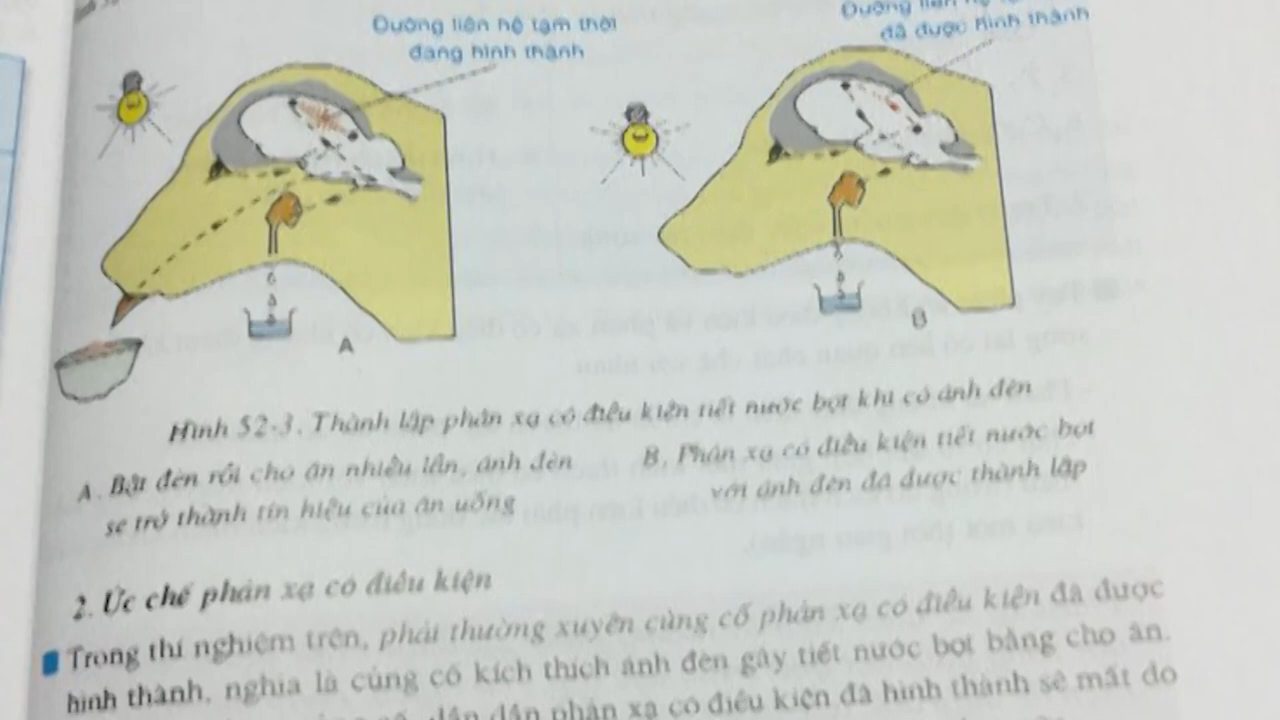 Đường liên hệ tạm thời
đang hình thành
Đường liên hệ
đã được hình thành
A
B
Hình 52-3. Thành lập phản xạ có điều kiện tiết nước bọt khi có ánh đèn
A. Bật đèn rồi cho ăn nhiều lần, ánh đèn
sẽ trở thành tín hiệu của ăn uống
B. Phản xạ có điều kiện tiết nước bọt
với ánh đèn đã được thành lập
2. Ức chế phản xạ có điều kiện
Trong thí nghiệm trên, phải thường xuyên củng cố phản xạ có điều kiện đã được
hình thành, nghĩa là củng cố kích thích ánh đèn gây tiết nước bọt bằng cho ăn.
dần dần phản xạ có điều kiện đã hình thành sẽ mất do